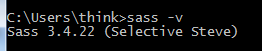 C:\Users\think>sass -v
Sass 3.4.22 (Selective Steve)